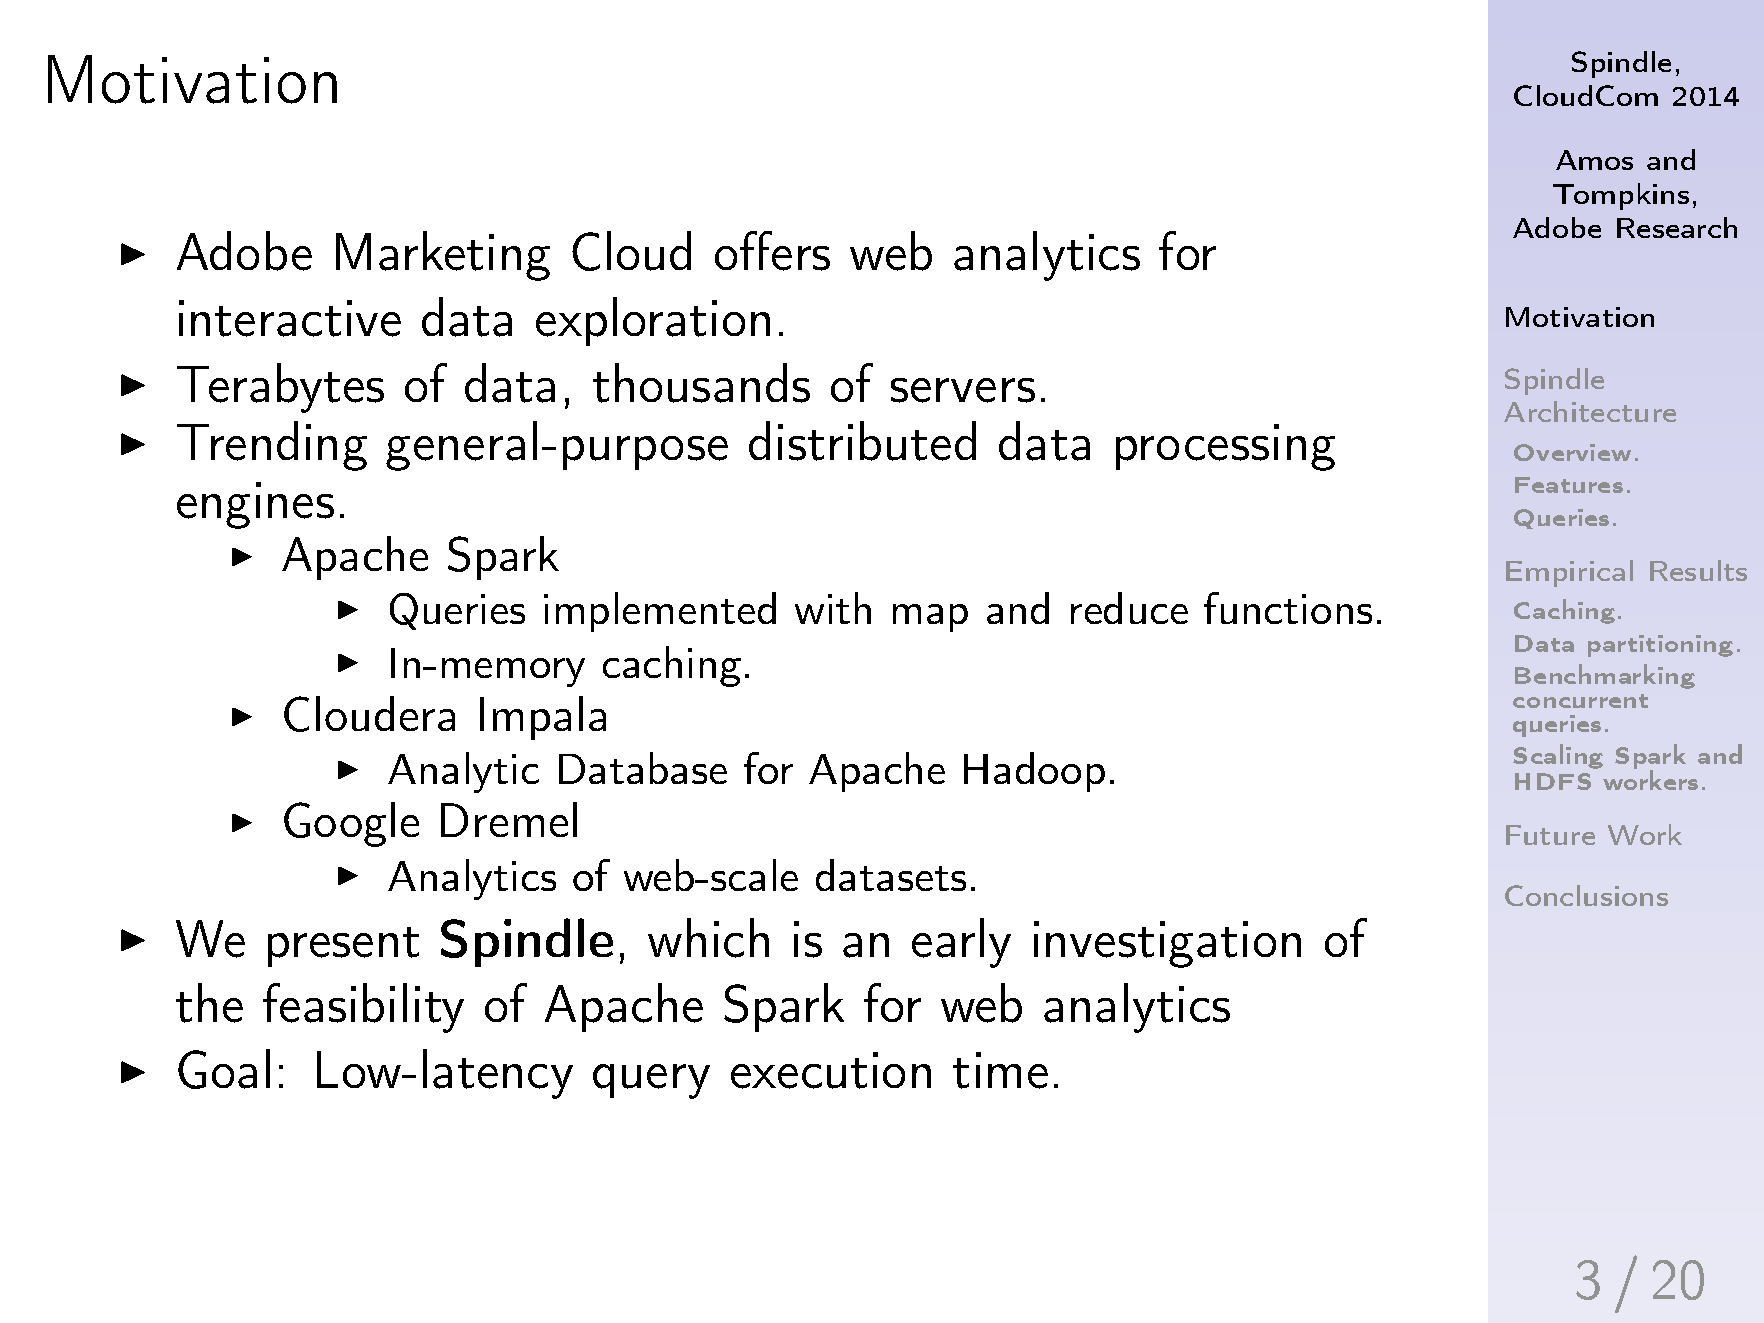 Motivation
▶ Adobe Marketing Cloud offers web analytics for
interactive data exploration.
▶ Terabytes of data, thousands of servers.
▶ Trending general-purpose distributed data processing
engines.
▶ Apache Spark
▶ Queries implemented with map and reduce functions.
▶ In-memory caching.
▶ Cloudera Impala
▶ Analytic Database for Apache Hadoop.
▶ Google Dremel
▶ Analytics of web-scale datasets.
▶ We present Spindle, which is an early investigation of
the feasibility of Apache Spark for web analytics
▶ Goal: Low-latency query execution time.
Spindle,
CloudCom 2014
Amos and
Tompkins,
Adobe Research
Motivation
Spindle
Architecture
Overview.
Features.
Queries.
Empirical Results
Caching.
Data partitioning.
Benchmarking
concurrent
queries.
Scaling Spark and
HDFS workers.
Future Work
Conclusions
3 / 20